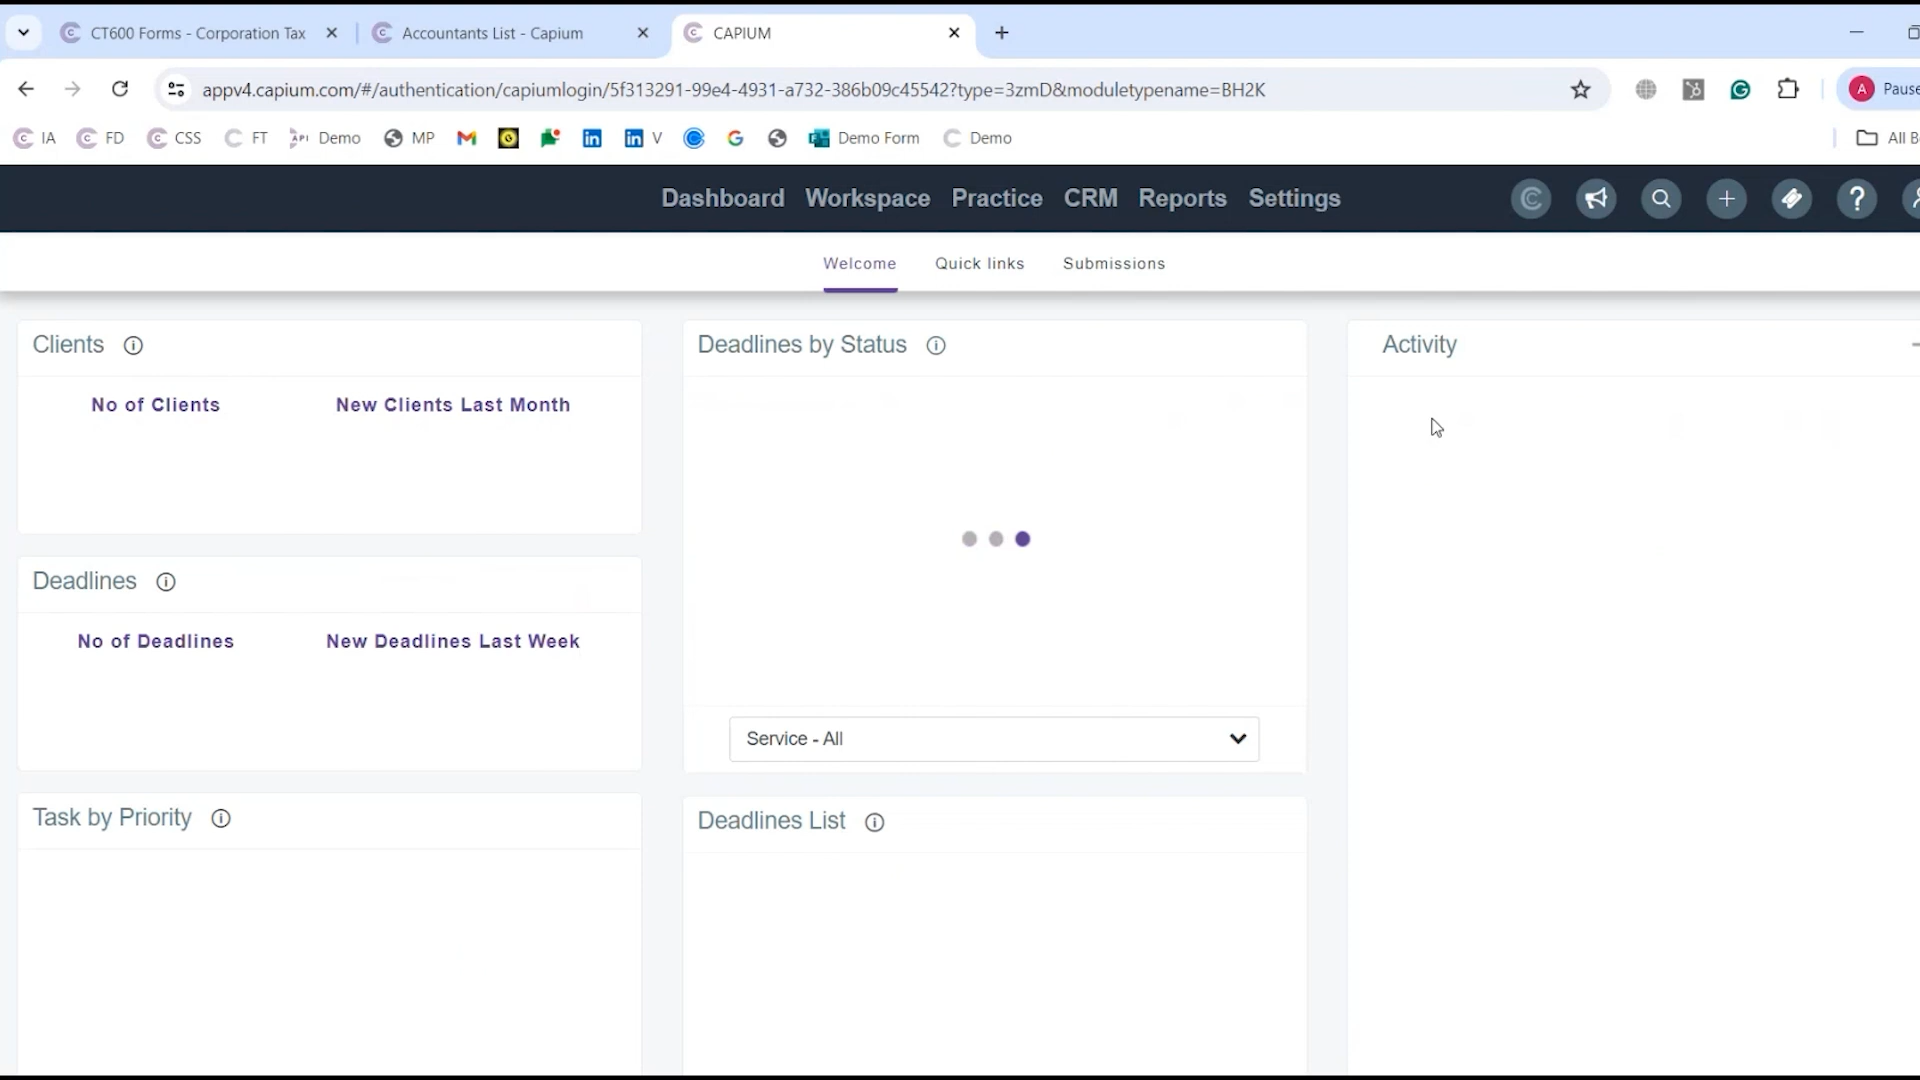 CT600 Forms - Corporation Tax
Accountants List - Capium
CAPIUM
appv4.capium.com/#/authentication/capiumlogin/5f313291-99e4-4931-a732-386b09c45542?type=3zmD&moduletypename=BH2K
A Pause
IA FD CSS FT API Demo MP V Demo Form Demo All B
Dashboard Workspace Practice CRM Reports Settings
Welcome Quick links Submissions
Clients
No of Clients New Clients Last Month
Deadlines by Status
Activity
Deadlines
No of Deadlines New Deadlines Last Week
Service - All
Task by Priority
Deadlines List